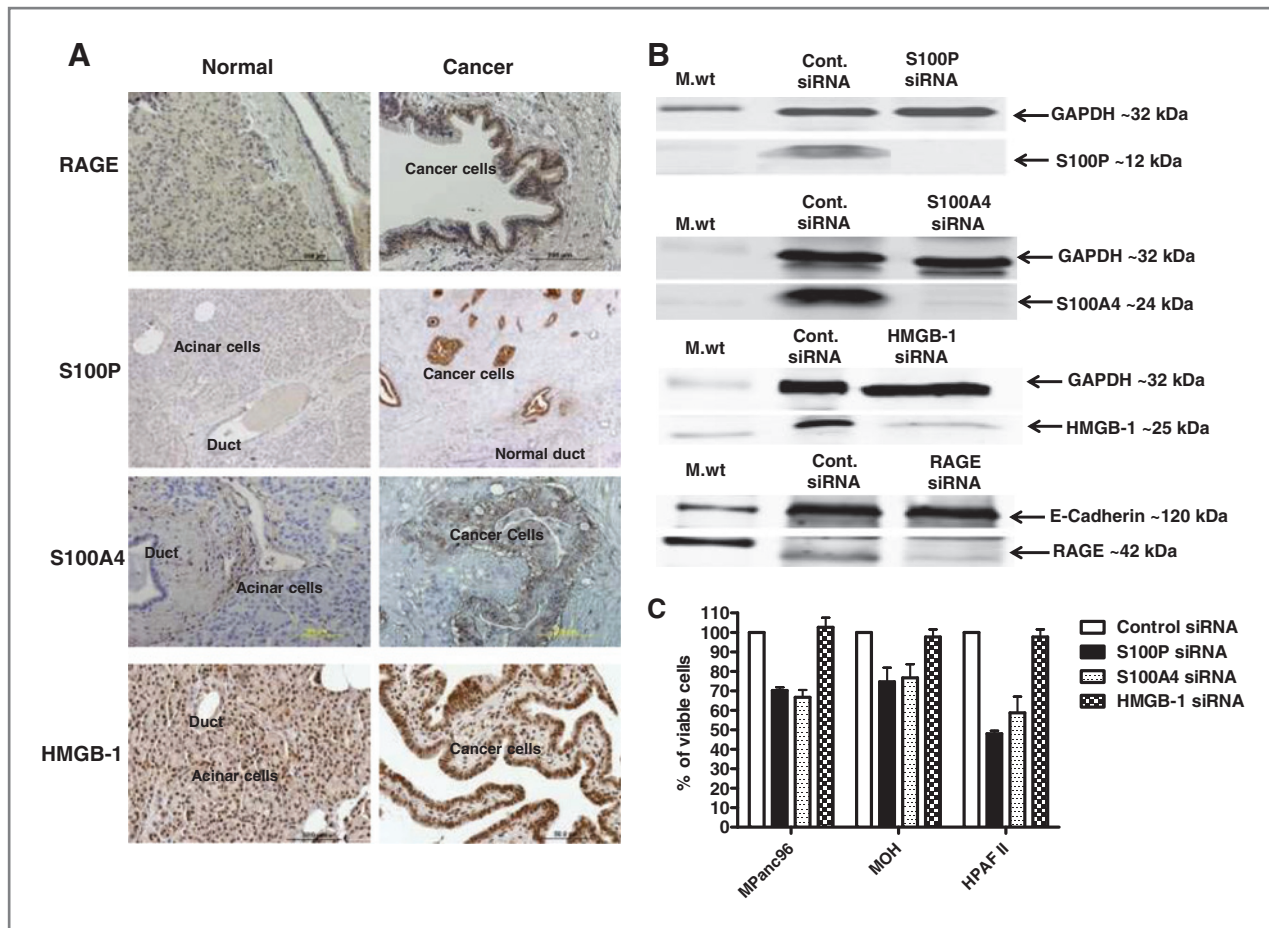 A
Normal
Cancer
RAGE
Cancer cells
S100P
Acinar cells
Duct
Cancer cells
Normal duct
S100A4
Duct
Acinar cells
Cancer Cells
HMGB-1
Duct
Acinar cells
Cancer cells
B
M.wt
Cont.
siRNA
S100P
siRNA
GAPDH ~32 kDa
S100P ~12 kDa
M.wt
Cont.
siRNA
S100A4
siRNA
GAPDH ~32 kDa
S100A4 ~24 kDa
M.wt
Cont.
siRNA
HMGB-1
siRNA
GAPDH ~32 kDa
HMGB-1 ~25 kDa
M.wt
Cont.
siRNA
RAGE
siRNA
E-Cadherin ~120 kDa
RAGE ~42 kDa
C
% of viable cells
110
100
90
80
70
60
50
40
30
20
10
0
MPanc96
MOH
HPAF II
Control siRNA
S100P siRNA
S100A4 siRNA
HMGB-1 siRNA